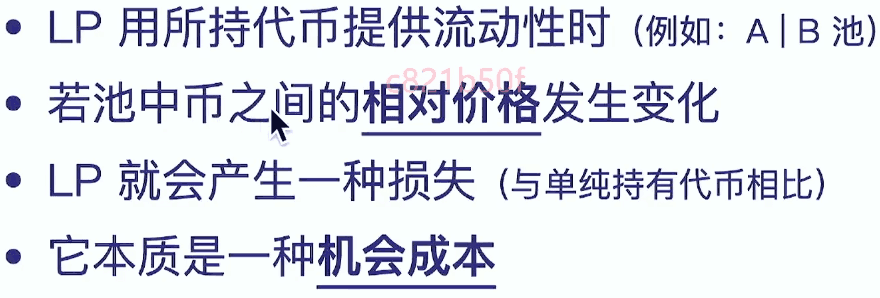 • LP 用所持代币提供流动性时（例如：A | B 池）
c821b50f
• 若池中币之间的相对价格发生变化
• LP 就会产生一种损失（与单纯持有代币相比）
• 它本质是一种机会成本